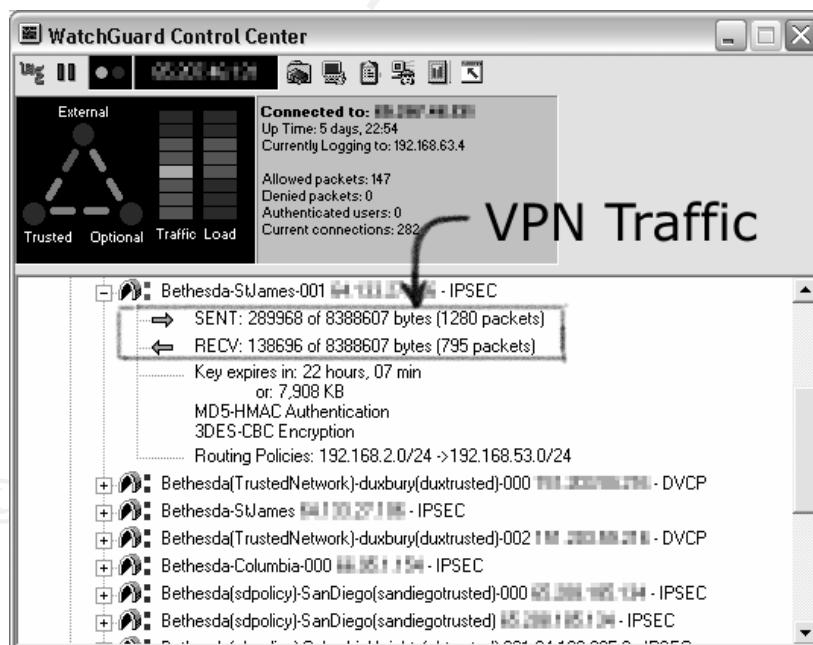 WatchGuard Control Center
External
Trusted Optional Traffic Load
Connected to:
Up Time: 5 days, 22:54
Currently Logging to: 192.168.63.4
Allowed packets: 147
Denied packets: 0
Authenticated users: 0
Current connections: 282
VPN Traffic
Bethesda-StJames-001 - IPSEC
SENT: 289968 of 8388607 bytes (1280 packets)
RECV: 138696 of 8388607 bytes (795 packets)
Key expires in: 22 hours, 07 min
or: 7,908 KB
MD5-HMAC Authentication
3DES-CBC Encryption
Routing Policies: 192.168.2.0/24 ->192.168.53.0/24
Bethesda(TrustedNetwork)-duxbury(duxtrusted)-000 - DVCP
Bethesda-StJames - IPSEC
Bethesda(TrustedNetwork)-duxbury(duxtrusted)-002 - DVCP
Bethesda-Columbia-000 - IPSEC
Bethesda(sdpolicy)-SanDiego(sandiegotrusted)-000 - IPSEC
Bethesda(sdpolicy)-SanDiego(sandiegotrusted) - IPSEC